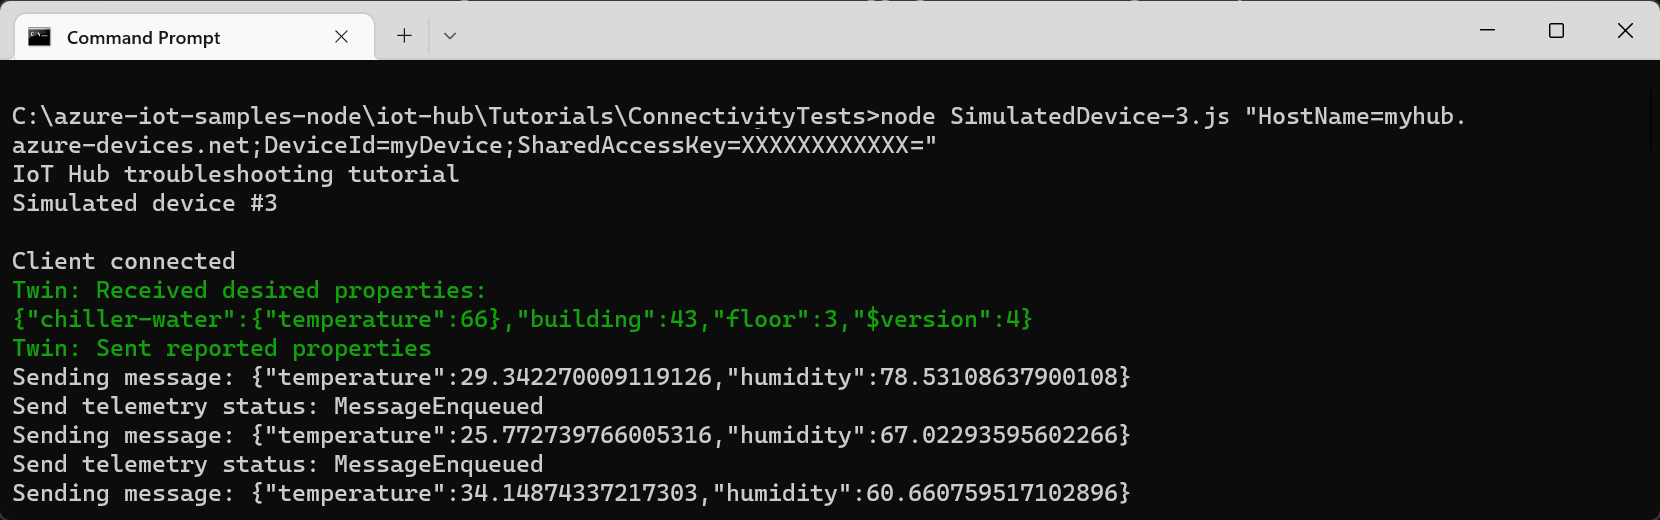 Command Prompt
C:\azure-iot-samples-node\iot-hub\Tutorials\ConnectivityTests>node SimulatedDevice-3.js "HostName=myhub.
azure-devices.net;DeviceId=myDevice;SharedAccessKey=XXXXXXXXXXXX="
IoT Hub troubleshooting tutorial
Simulated device #3
Client connected
Twin: Received desired properties:
{"chiller-water":{"temperature":66},"building":43,"floor":3,"$version":4}
Twin: Sent reported properties
Sending message: {"temperature":29.342270009119126,"humidity":78.53108637900108}
Send telemetry status: MessageEnqueued
Sending message: {"temperature":25.772739766005316,"humidity":67.02293595602266}
Send telemetry status: MessageEnqueued
Sending message: {"temperature":34.14874337217303,"humidity":60.660759517102896}